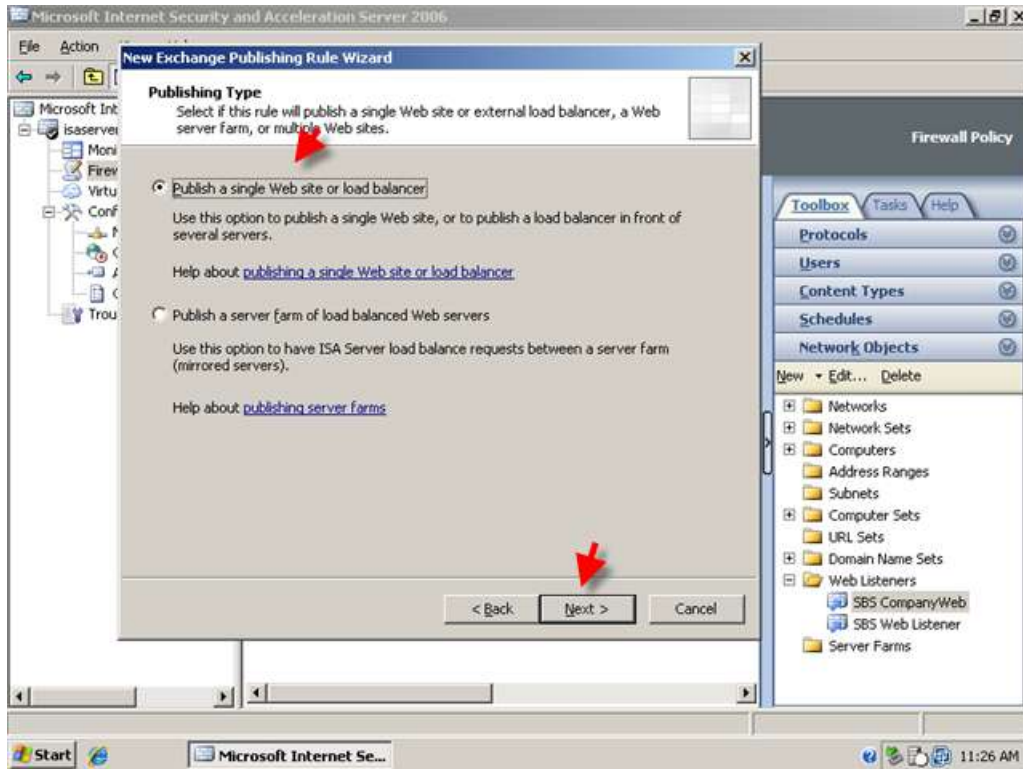 Microsoft Internet Security and Acceleration Server 2006
File Action
New Exchange Publishing Rule Wizard
Publishing Type
Select if this rule will publish a single Web site or external load balancer, a Web
server farm, or multiple Web sites.
Publish a single Web site or load balancer
Use this option to publish a single Web site, or to publish a load balancer in front of
several servers.
Help about publishing a single Web site or load balancer
Publish a server farm of load balanced Web servers
Use this option to have ISA Server load balance requests between a server farm
(mirrored servers).
Help about publishing server farms
< Back Next > Cancel
Microsoft Int
isaserver
Moni
Firew
Virtu
Conf
Trou
Firewall Policy
Toolbox Tasks Help
Protocols
Users
Content Types
Schedules
Network Objects
New Edit... Delete
Networks
Network Sets
Computers
Address Ranges
Subnets
Computer Sets
URL Sets
Domain Name Sets
Web Listeners
SBS CompanyWeb
SBS Web Listener
Server Farms
Start Microsoft Internet Se... 11:26 AM